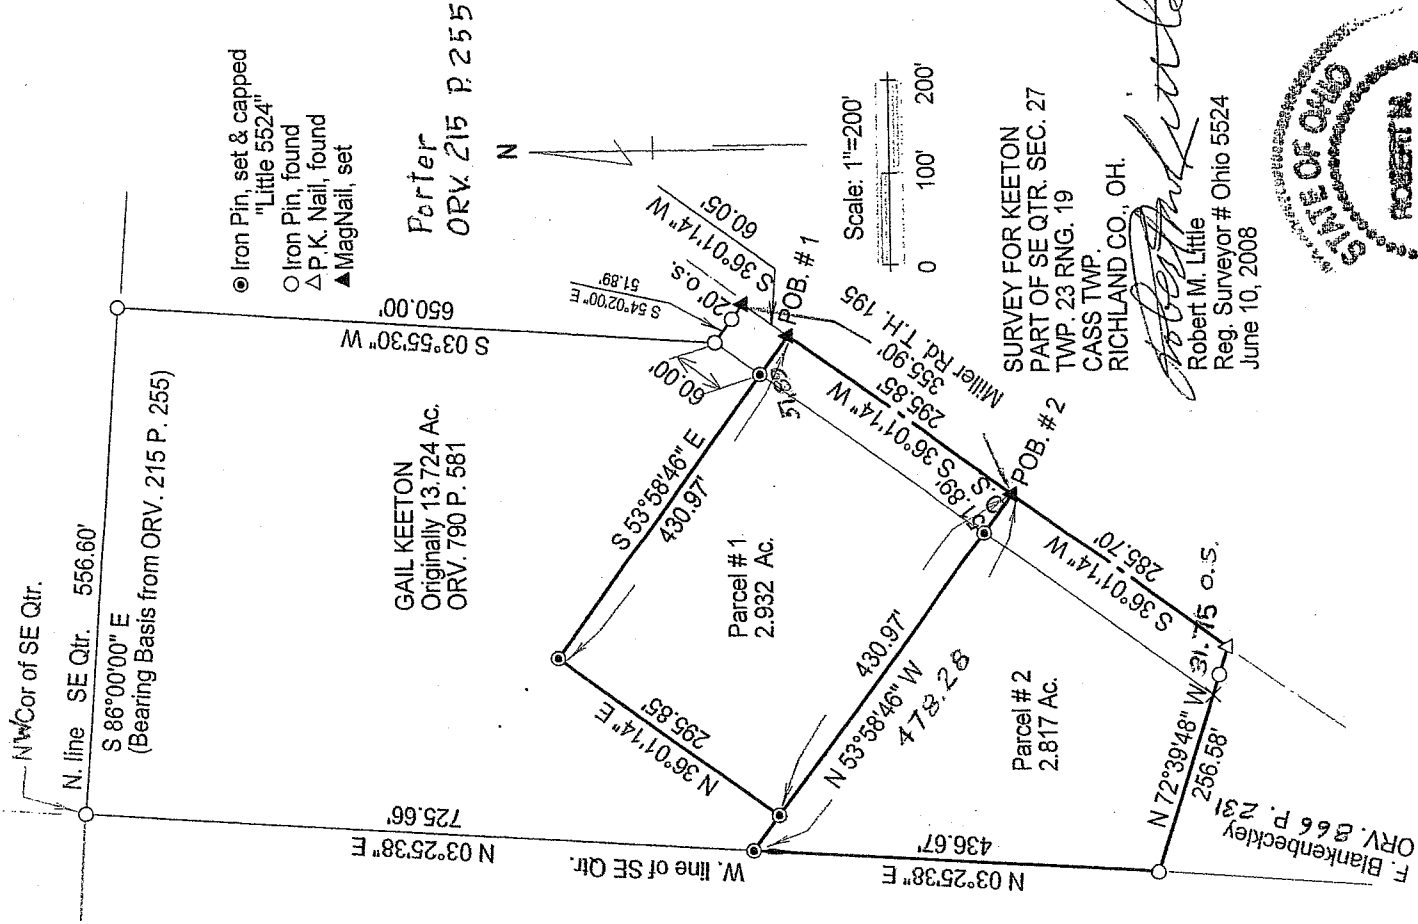 NW Cor of SE Qtr.
N. line SE Qtr. 556.60'
S 86°00'00" E
(Bearing Basis from ORV. 215 P. 255)
Iron Pin, set & capped
"Little 5524"
Iron Pin, found
P.K. Nail, found
MagNail, set
Porter
ORV. 215 P. 255
N
650.00'
S 03°55'30" W
GAIL KEETON
Originally 13.724 Ac.
ORV. 790 P. 581
725.66'
N 03°25'38" E
W. line of SE Qtr.
S 54°02'00" E
51.89'
20' o.s.
S 36°01'14" W
60.05'
60.00'
POB. #1
51.89
S 53°58'46" E
430.97'
Parcel # 1
2.932 Ac.
N 36°01'14" E
295.85'
Miller Rd. T.H. 195
355.90'
295.85'
S 36°01'14" W
51.89' O.S.
POB. #2
430.97'
N 53°58'46" W
478.28
Parcel # 2
2.817 Ac.
436.67'
N 03°25'38" E
S 36°01'14" W
285.70'
N 72°39'48" W 31.75 o.s.
256.58'
F. Blankenbeckley
ORV. 866 P. 231
Scale: 1"=200'
0 100' 200'
SURVEY FOR KEETON
PART OF SE QTR. SEC. 27
TWP. 23 RNG. 19
CASS TWP.
RICHLAND CO., OH.
Robert M. Little
Reg. Surveyor # Ohio 5524
June 10, 2008
STATE OF OHIO
ROBERT M.